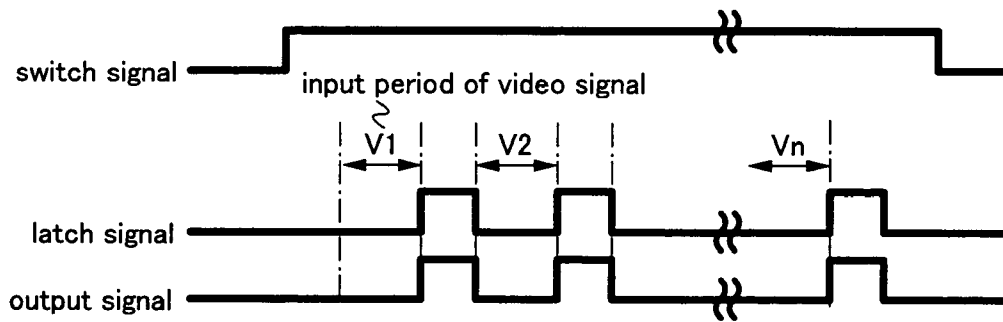 switch signal
input period of video signal
V1 V2 Vn
latch signal
output signal